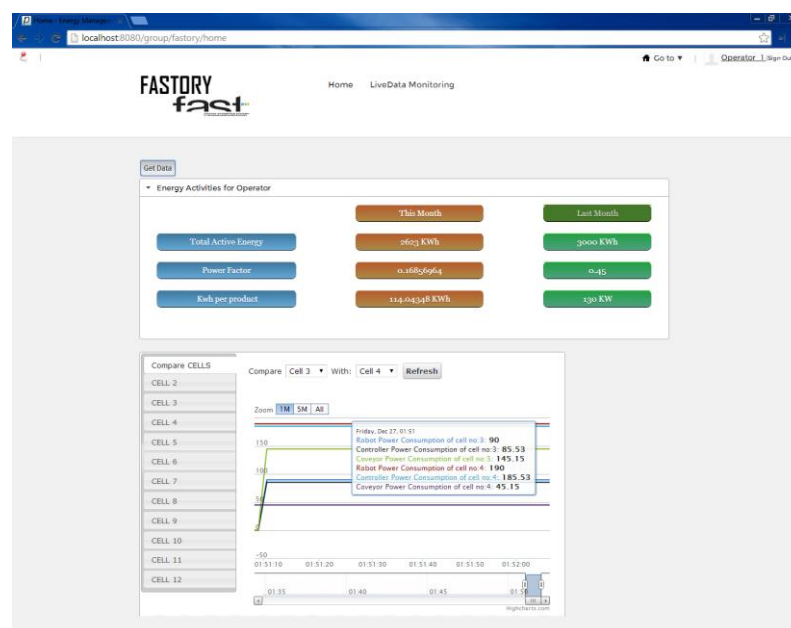 Home - Energy Manager
localhost:8080/group/fastory/home
Go to ▼ | Operator_1 Sign Ou
FASTORY
fast
Home LiveData Monitoring
Get Data
Energy Activities for Operator
This Month Last Month
Total Active Energy 2623 KWh 3000 KWh
Power Factor 0.16856964 0.45
Kwh per product 114.04348 KWh 130 KW
Compare CELLS
CELL 2
CELL 3
CELL 4
CELL 5
CELL 6
CELL 7
CELL 8
CELL 9
CELL 10
CELL 11
CELL 12
Compare Cell 3 ▼ With: Cell 4 ▼ Refresh
Zoom 1M 5M All
Friday, Dec 27, 01:51
Robot Power Consumption of cell no 3: 90
Controller Power Consumption of cell no:3: 85.53
Coveyor Power Consumption of cell no 3: 145.15
Robot Power Consumption of cell no:4: 190
Controller Power Consumption of cell no:4: 185.53
Coveyor Power Consumption of cell no:4: 45.15
150
100
50
0
-50
01:51:10 01:51:20 01:51:30 01:51:40 01:51:50 01:52:00
01:35 01:40 01:45 01:50
Highcharts.com